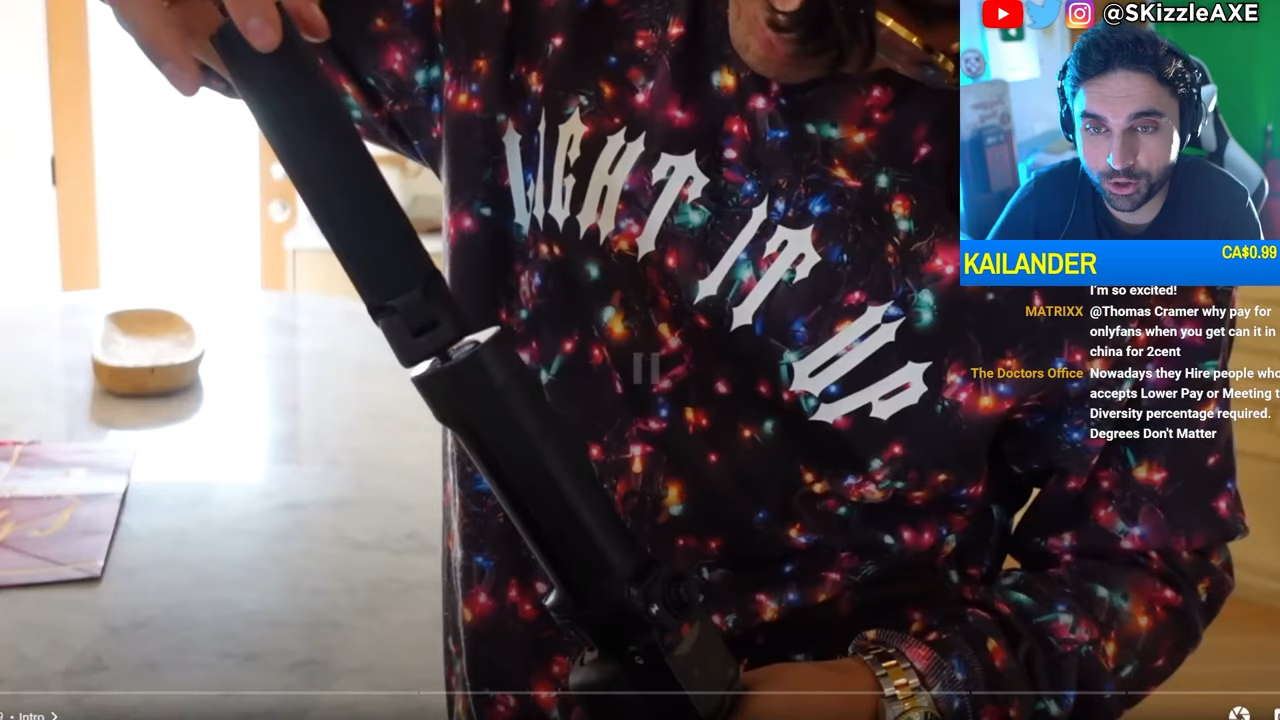 @SKizzleAXE
LIGHT IT UP
KAILANDER
CA$0.99
I'm so excited!
MATRIXX @Thomas Cramer why pay for
onlyfans when you get can it in
china for 2cent
The Doctors Office Nowadays they Hire people who
accepts Lower Pay or Meeting
Diversity percentage required.
Degrees Don't Matter
Intro